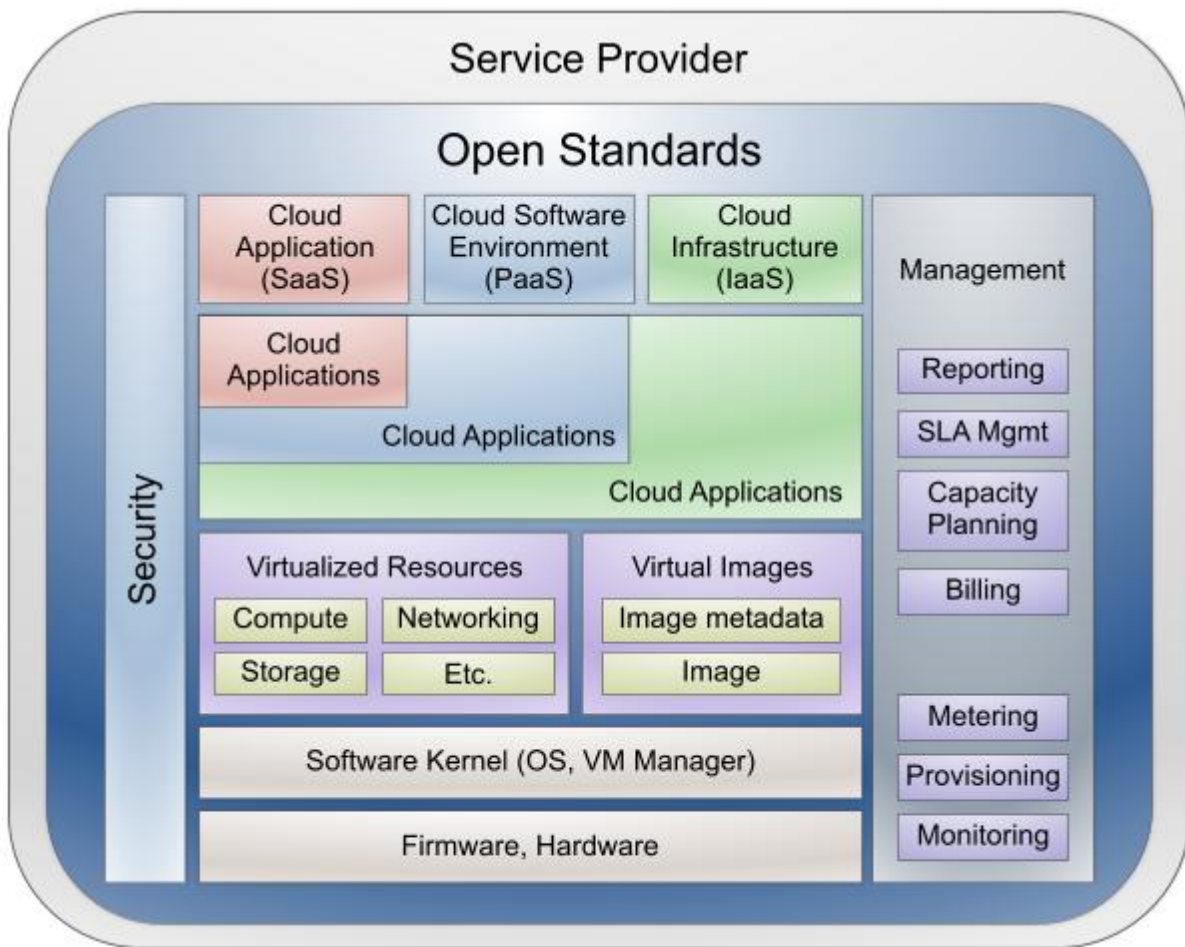 Service Provider
Open Standards
Security
Cloud
Application
(SaaS)
Cloud Software
Environment
(PaaS)
Cloud
Infrastructure
(IaaS)
Cloud
Applications
Cloud Applications
Cloud Applications
Virtualized Resources
Compute
Networking
Storage
Etc.
Virtual Images
Image metadata
Image
Software Kernel (OS, VM Manager)
Firmware, Hardware
Management
Reporting
SLA Mgmt
Capacity
Planning
Billing
Metering
Provisioning
Monitoring